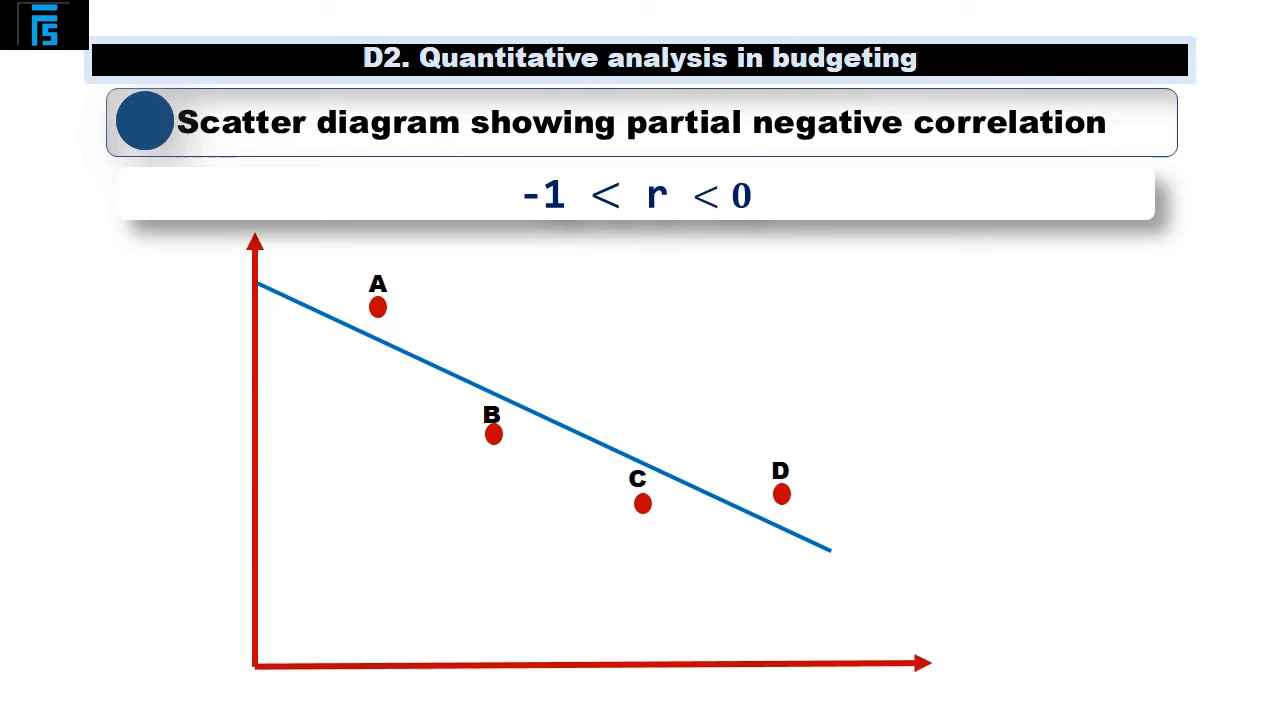 D2. Quantitative analysis in budgeting
Scatter diagram showing partial negative correlation
-1 < r < 0
A
B
C
D